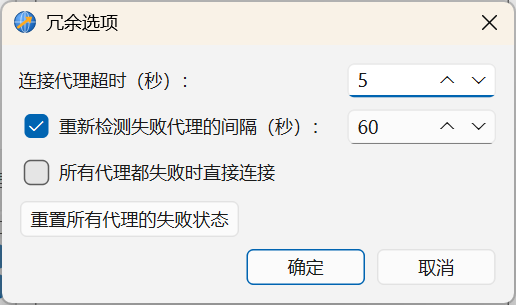 冗余选项
连接代理超时（秒）：
5
重新检测失败代理的间隔（秒）：
60
所有代理都失败时直接连接
重置所有代理的失败状态
确定
取消